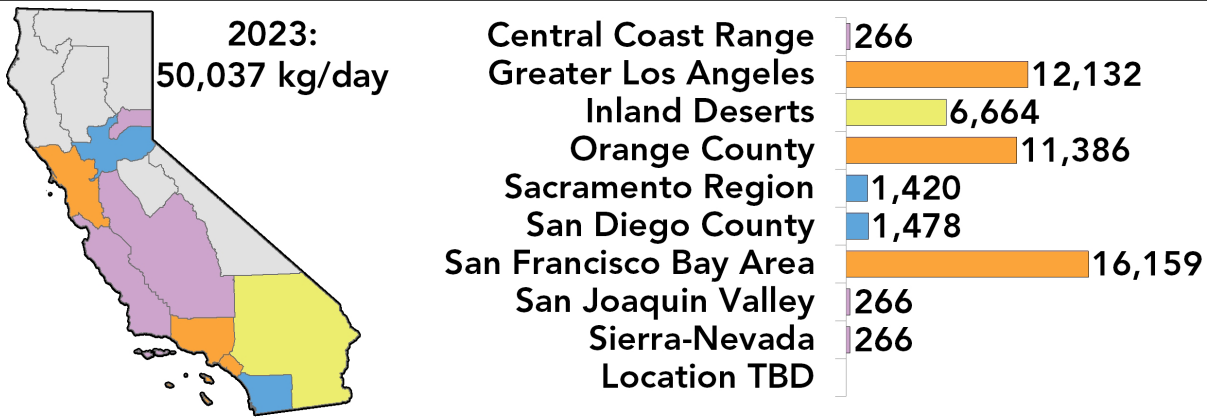 2023:
50,037 kg/day
Central Coast Range 266
Greater Los Angeles 12,132
Inland Deserts 6,664
Orange County 11,386
Sacramento Region 1,420
San Diego County 1,478
San Francisco Bay Area 16,159
San Joaquin Valley 266
Sierra-Nevada 266
Location TBD